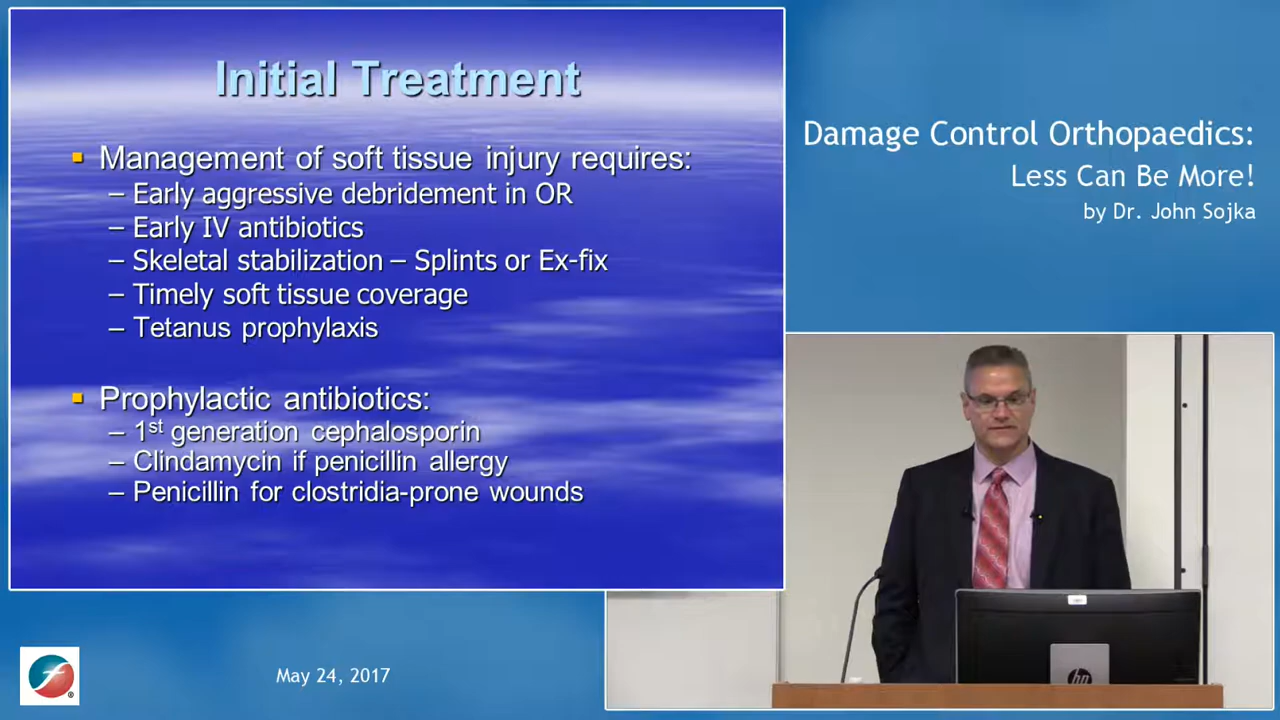 Initial Treatment
Management of soft tissue injury requires:
– Early aggressive debridement in OR
– Early IV antibiotics
– Skeletal stabilization – Splints or Ex-fix
– Timely soft tissue coverage
– Tetanus prophylaxis
Prophylactic antibiotics:
– 1st generation cephalosporin
– Clindamycin if penicillin allergy
– Penicillin for clostridia-prone wounds
Damage Control Orthopaedics:
Less Can Be More!
by Dr. John Sojka
hp
May 24, 2017
®